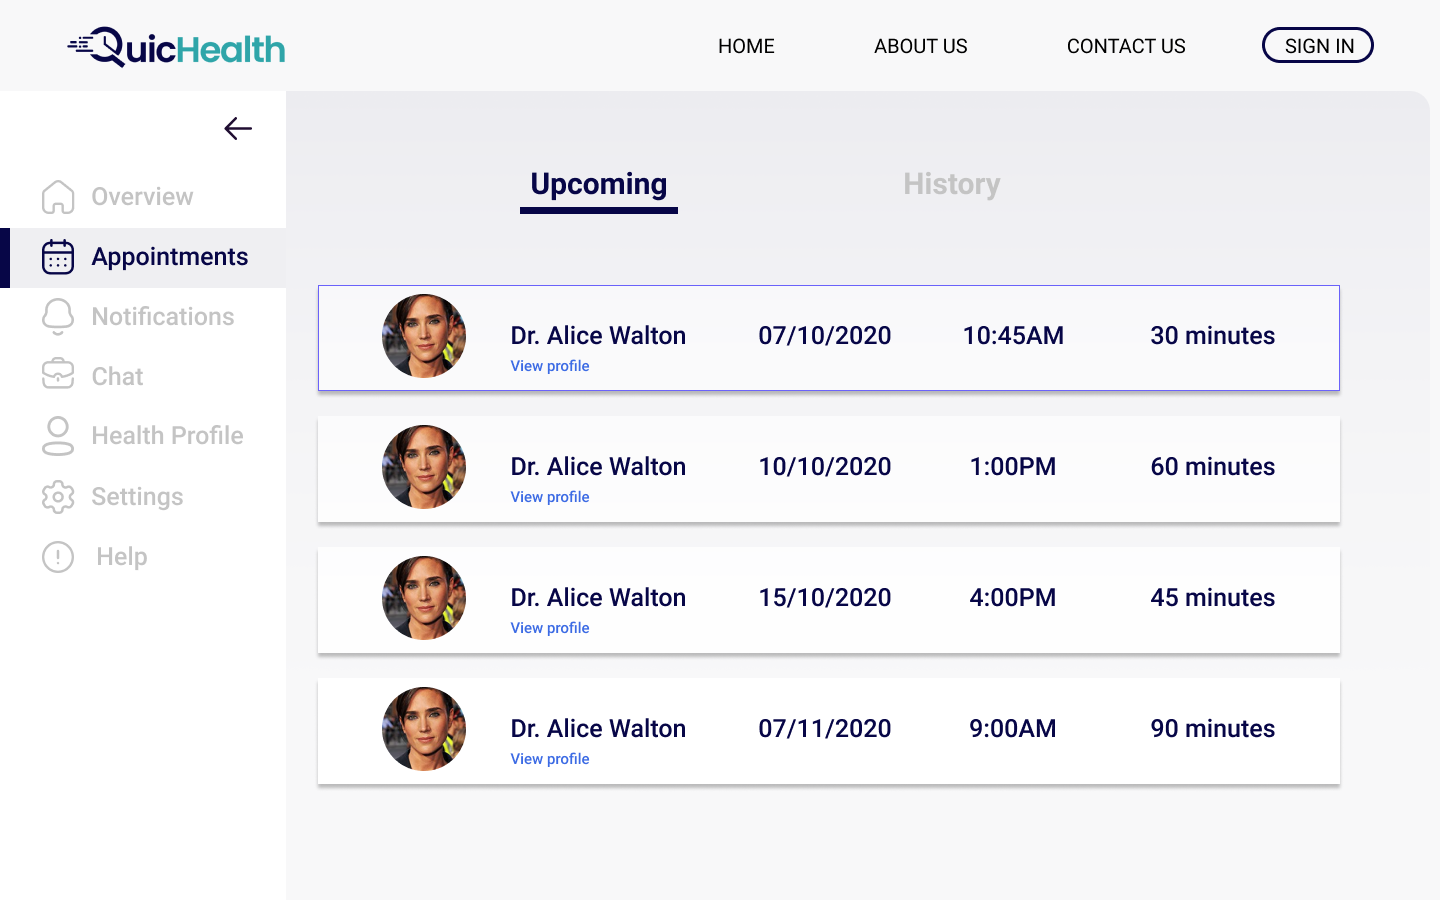 QuicHealth
HOME
ABOUT US
CONTACT US
SIGN IN
Overview
Appointments
Notifications
Chat
Health Profile
Settings
Help
Upcoming
History
Dr. Alice Walton 07/10/2020 10:45AM 30 minutes
View profile
Dr. Alice Walton 10/10/2020 1:00PM 60 minutes
View profile
Dr. Alice Walton 15/10/2020 4:00PM 45 minutes
View profile
Dr. Alice Walton 07/11/2020 9:00AM 90 minutes
View profile